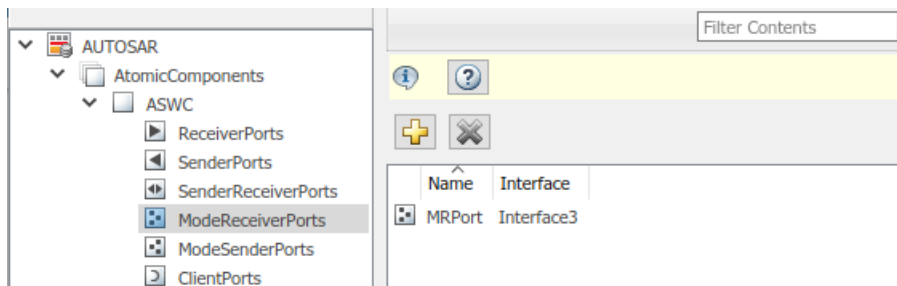 Filter Contents
AUTOSAR
AtomicComponents
ASWC
ReceiverPorts
SenderPorts
SenderReceiverPorts
ModeReceiverPorts
ModeSenderPorts
ClientPorts
Name Interface
MRPort Interface3